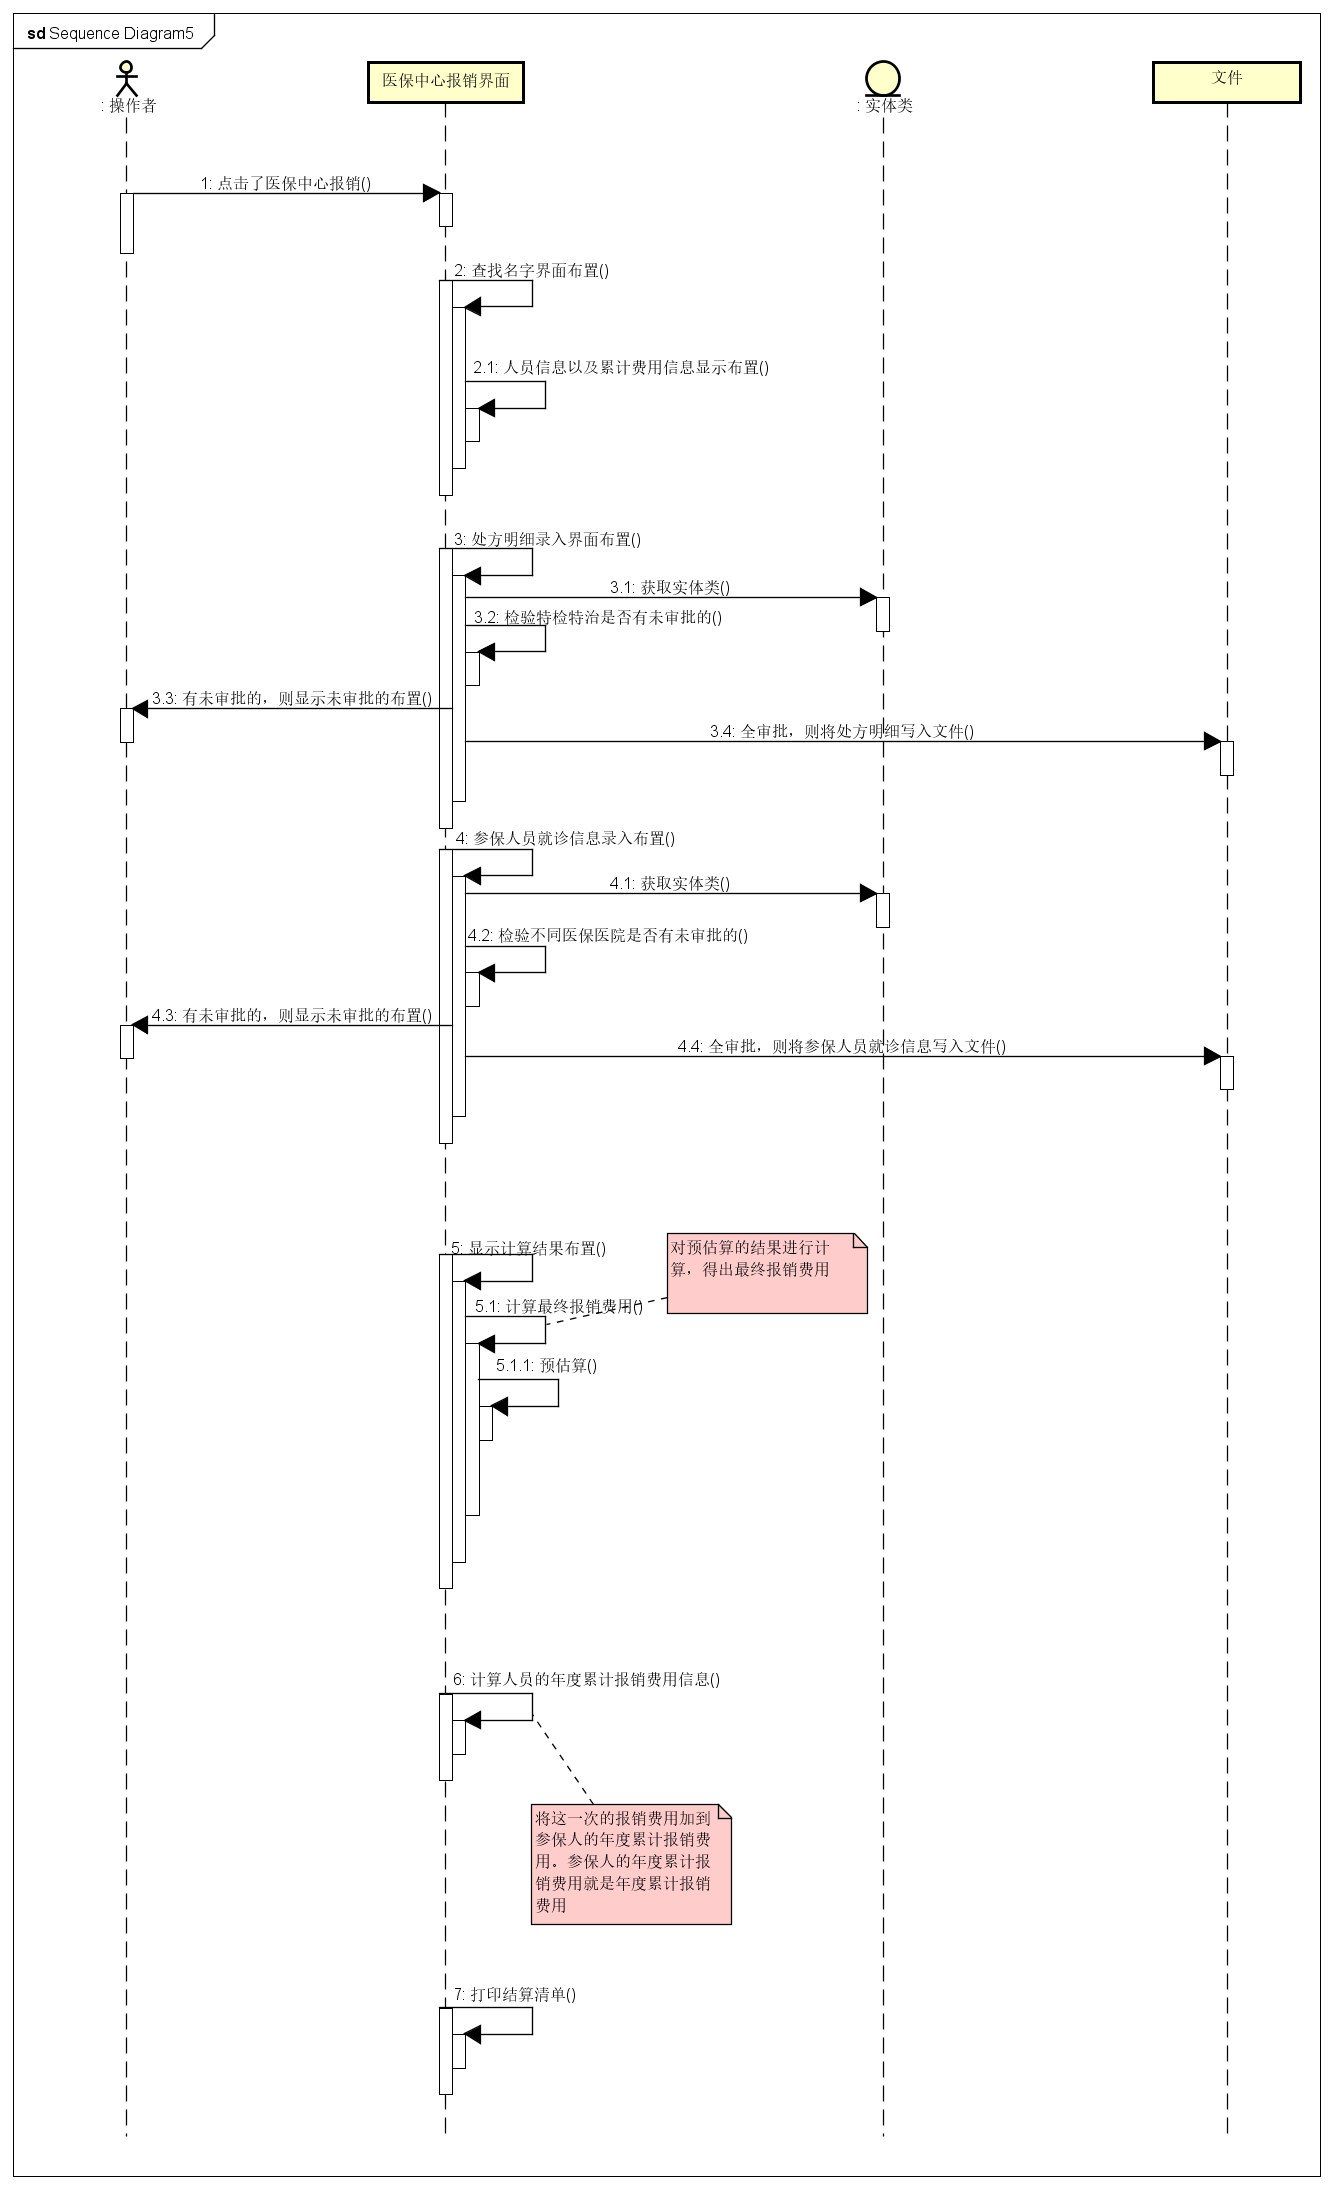 sd Sequence Diagram5
: 操作者
医保中心报销界面
: 实体类
文件
1: 点击了医保中心报销()
2: 查找名字界面布置()
2.1: 人员信息以及累计费用信息显示布置()
3: 处方明细录入界面布置()
3.1: 获取实体类()
3.2: 检验特检特治是否有未审批的()
3.3: 有未审批的，则显示未审批的布置()
3.4: 全审批，则将处方明细写入文件()
4: 参保人员就诊信息录入布置()
4.1: 获取实体类()
4.2: 检验不同医保医院是否有未审批的()
4.3: 有未审批的，则显示未审批的布置()
4.4: 全审批，则将参保人员就诊信息写入文件()
5: 显示计算结果布置()
对预估算的结果进行计
算，得出最终报销费用
5.1: 计算最终报销费用()
5.1.1: 预估算()
6: 计算人员的年度累计报销费用信息()
将这一次的报销费用加到
参保人的年度累计报销费
用。参保人的年度累计报
销费用就是年度累计报销
费用
7: 打印结算清单()